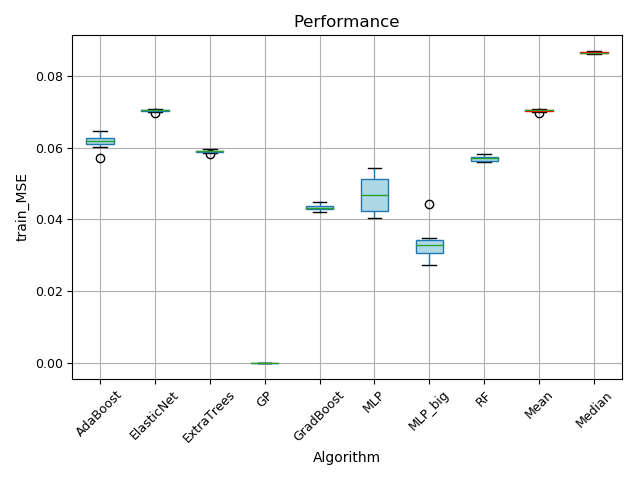 Performance
train_MSE
0.08
0.06
0.04
0.02
0.00
AdaBoost
ElasticNet
ExtraTrees
GP
GradBoost
MLP
MLP_big
RF
Mean
Median
Algorithm